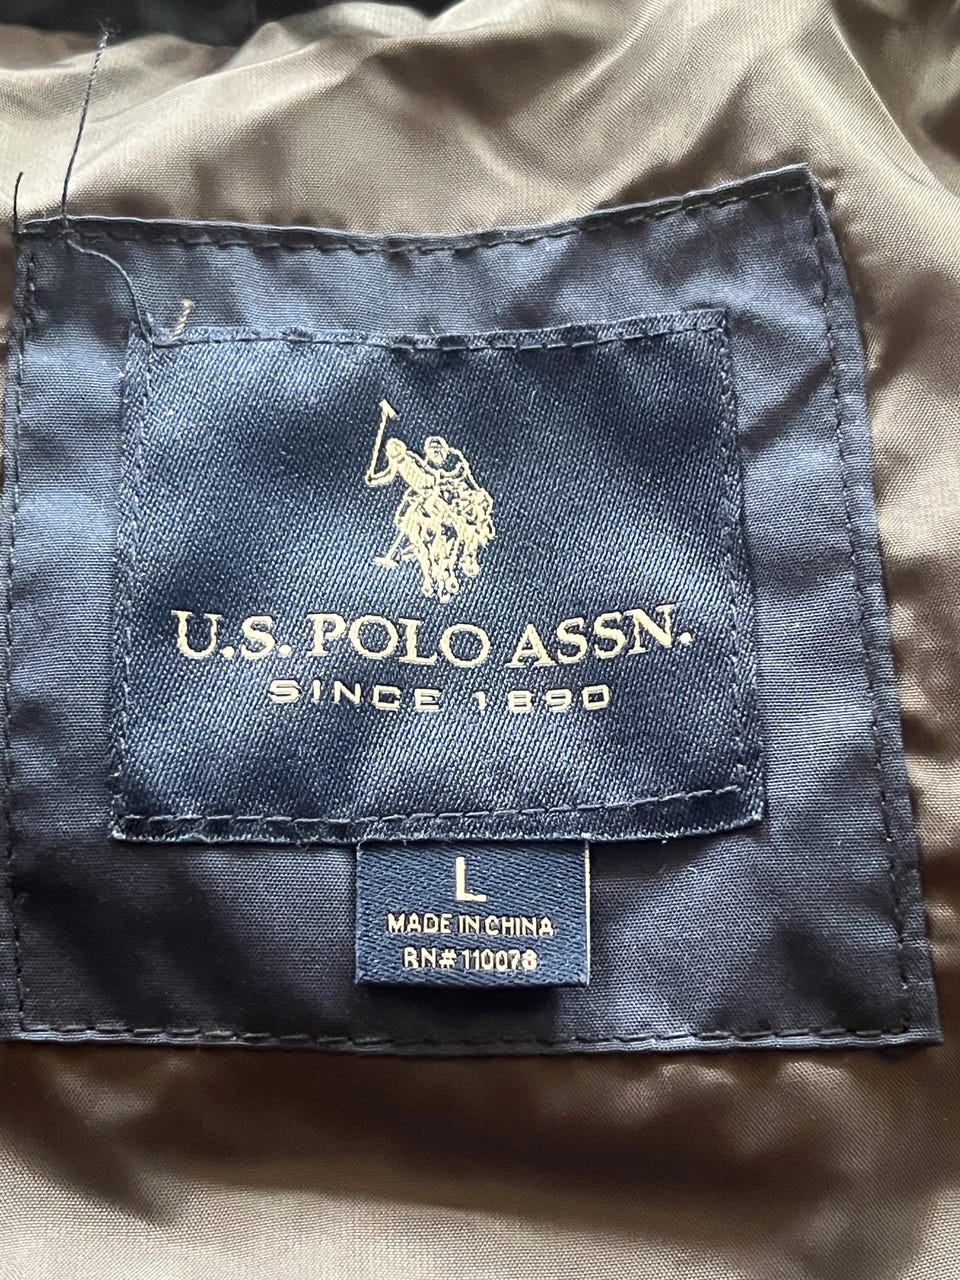 U.S. POLO ASSN.
SINCE 1890
L
MADE IN CHINA
RN#110078